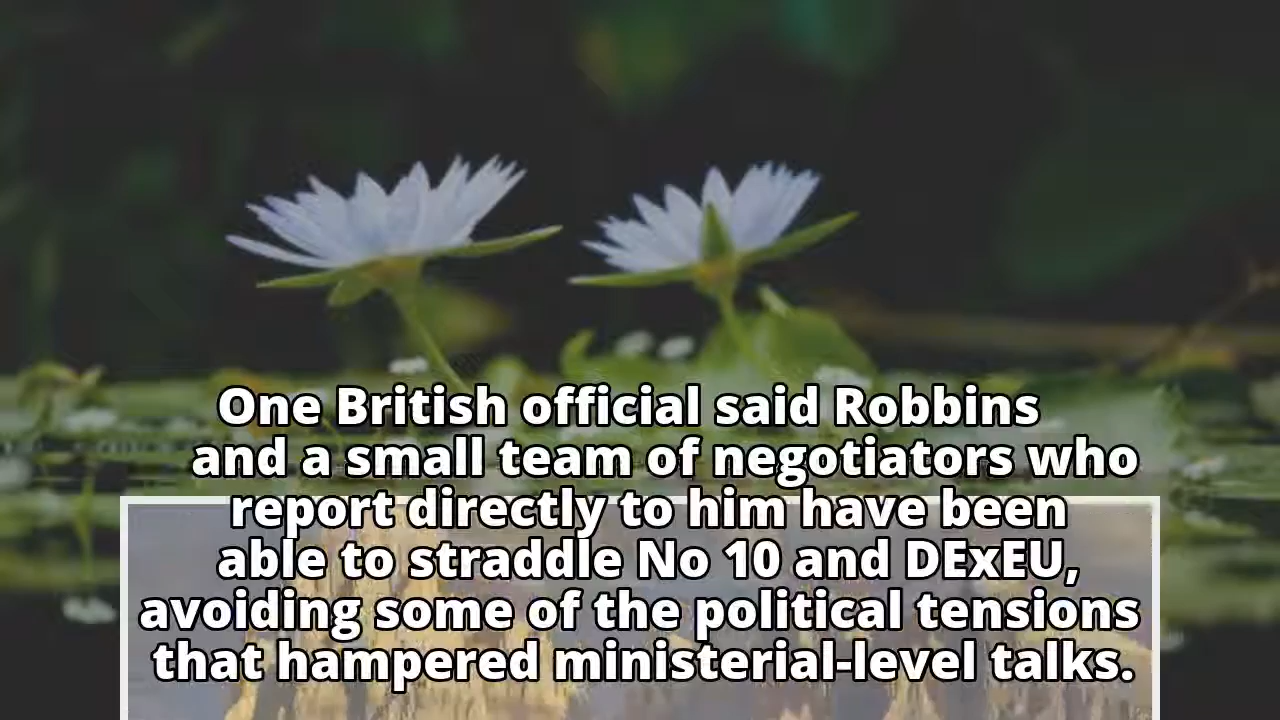 One British official said Robbins
and a small team of negotiators who
report directly to him have been
able to straddle No 10 and DExEU,
avoiding some of the political tensions
that hampered ministerial-level talks.